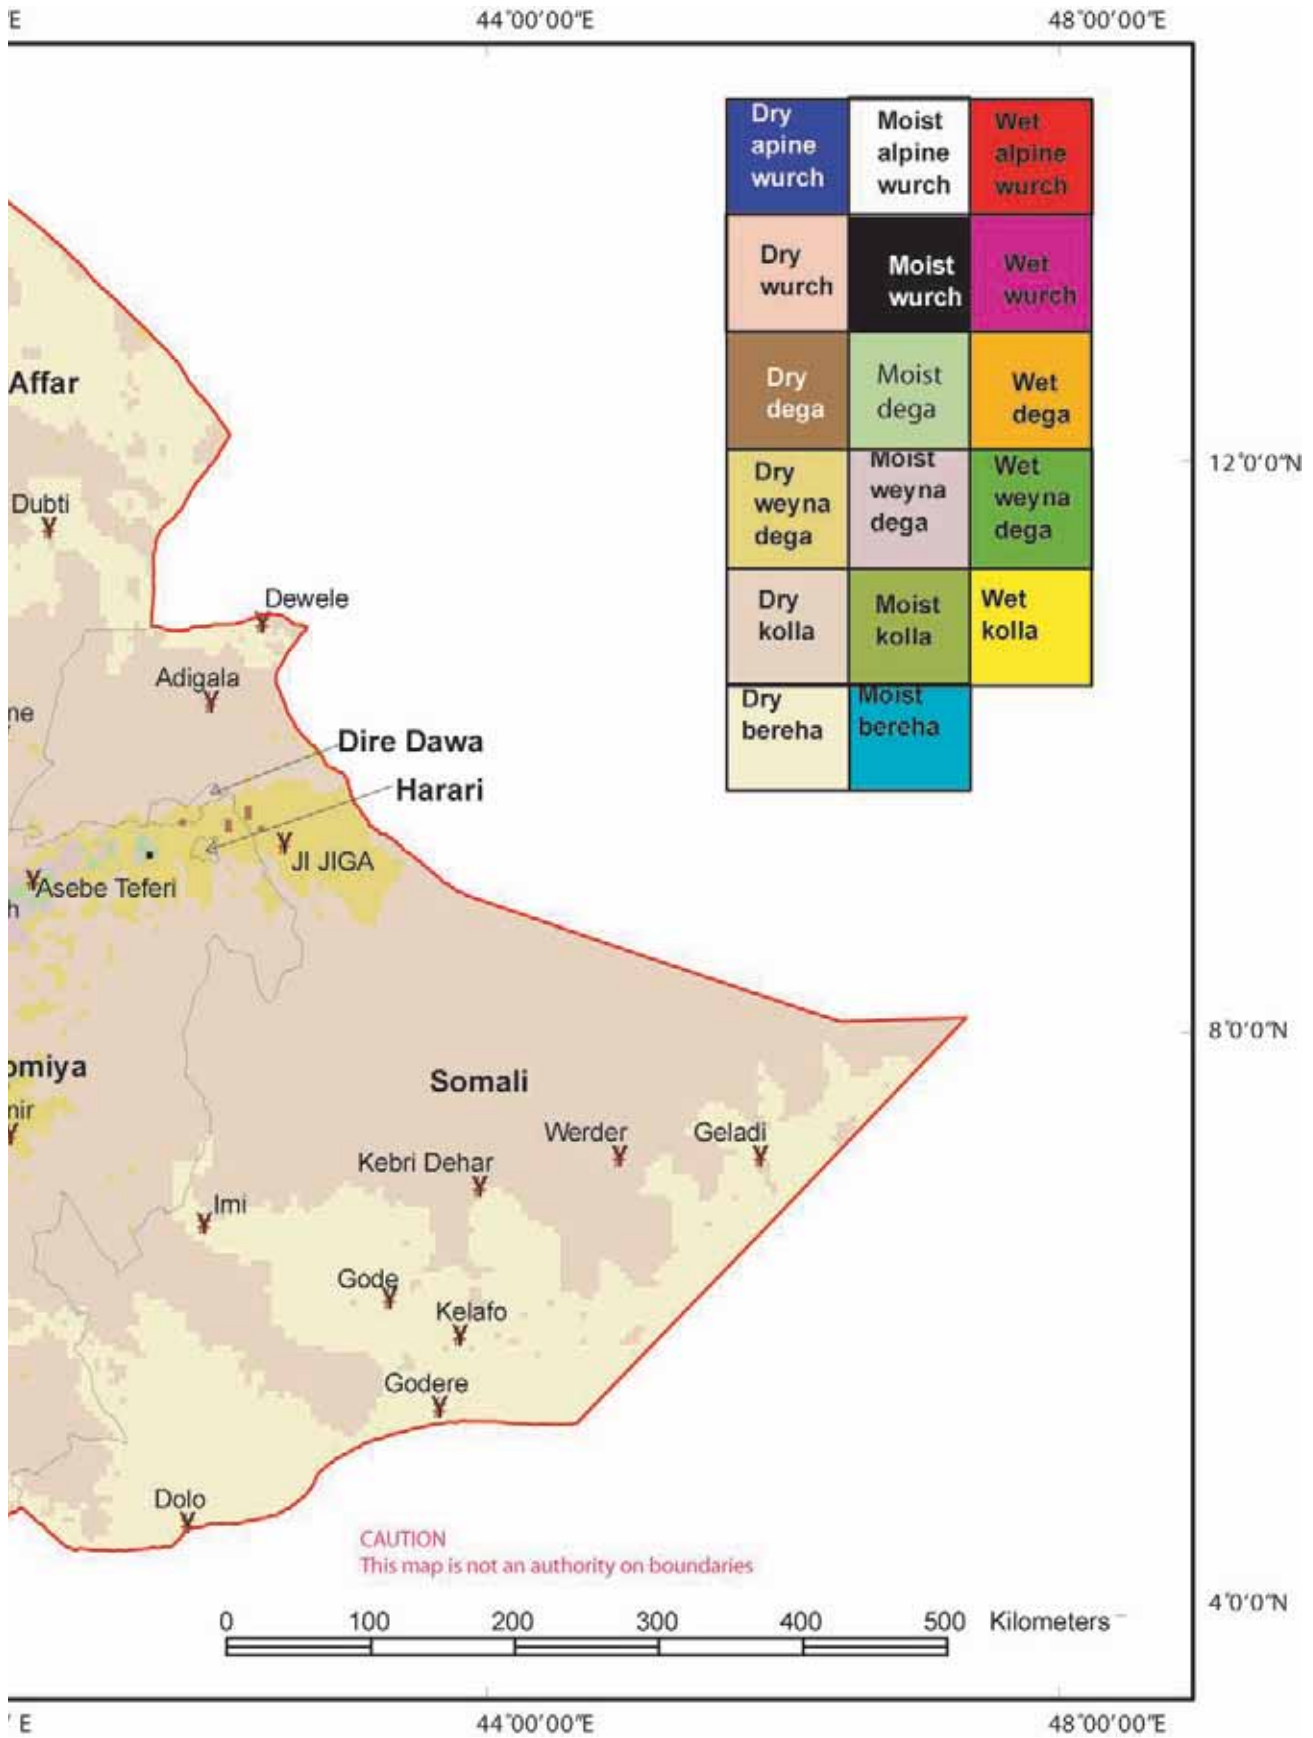 E
44°00'00"E
48°00'00"E
Dry
apine
wurch
Moist
alpine
wurch
Wet
alpine
wurch
Dry
wurch
Moist
wurch
Wet
wurch
Dry
dega
Moist
dega
Wet
dega
Dry
weyna
dega
Moist
weyna
dega
Wet
weyna
dega
Dry
kolla
Moist
kolla
Wet
kolla
Dry
bereha
Moist
bereha
Affar
12°0'0"N
Dubti
Dewele
Adigala
ne
Dire Dawa
Harari
JI JIGA
Asebe Teferi
h
8°0'0"N
omiya
Somali
nir
Werder
Geladi
Kebri Dehar
Imi
Gode
Kelafo
Godere
Dolo
CAUTION
This map is not an authority on boundaries
4°0'0"N
0 100 200 300 400 500 Kilometers
' E
44°00'00"E
48°00'00"E